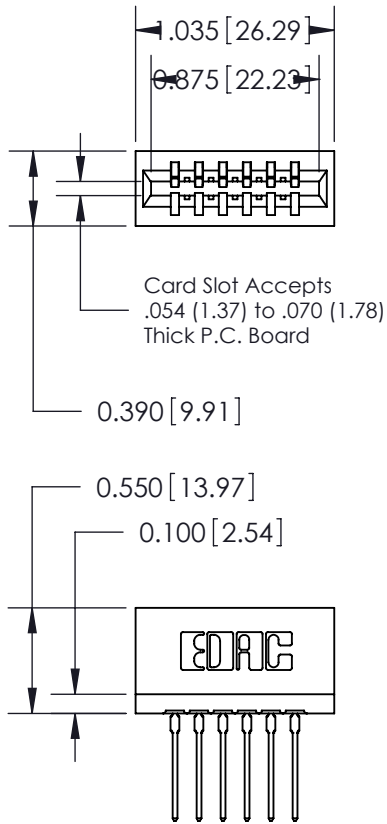 1.035 [26.29]
0.875 [22.23]
Card Slot Accepts
.054 (1.37) to .070 (1.78)
Thick P.C. Board
0.390 [9.91]
0.550 [13.97]
0.100 [2.54]
EDAC